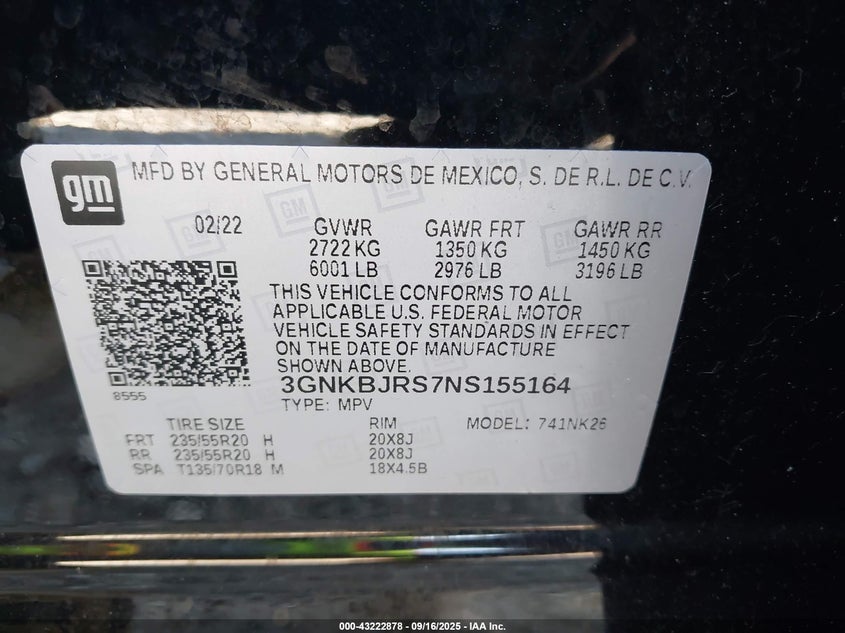 gm
MFD BY GENERAL MOTORS DE MEXICO, S. DE R.L. DE C.V.
02/22 GVWR GAWR FRT GAWR RR
2722 KG 1350 KG 1450 KG
6001 LB 2976 LB 3196 LB
THIS VEHICLE CONFORMS TO ALL
APPLICABLE U.S. FEDERAL MOTOR
VEHICLE SAFETY STANDARDS IN EFFECT
ON THE DATE OF MANUFACTURE
SHOWN ABOVE.
8555
3GNKBJRS7NS155164
TYPE: MPV
TIRE SIZE RIM MODEL: 741NK26
FRT 235/55R20 H 20X8J
RR 235/55R20 H 20X8J
SPA T135/70R18 M 18X4.5B
000-43222878 - 09/16/2025 - IAA Inc.